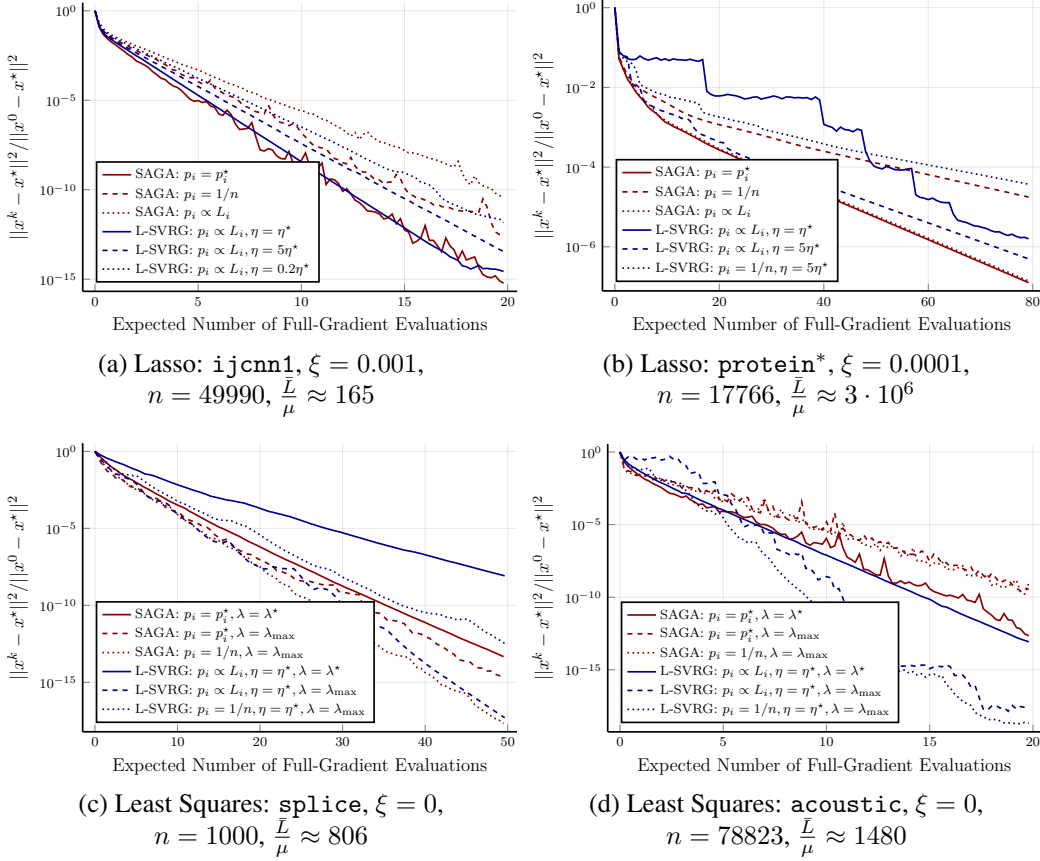 ||x^k − x^⋆||^2/||x^0 − x^⋆||^2
10^0
10^−5
10^−10
10^−15
SAGA: p_i = p_i^⋆
SAGA: p_i = 1/n
SAGA: p_i ∝ L_i
L-SVRG: p_i ∝ L_i, η = η^⋆
L-SVRG: p_i ∝ L_i, η = 5η^⋆
L-SVRG: p_i ∝ L_i, η = 0.2η^⋆
0 5 10 15 20
Expected Number of Full-Gradient Evaluations
(a) Lasso: ijcnn1, ξ = 0.001,
n = 49990, L̄/μ ≈ 165
||x^k − x^⋆||^2/||x^0 − x^⋆||^2
10^0
10^−2
10^−4
10^−6
SAGA: p_i = p_i^⋆
SAGA: p_i = 1/n
SAGA: p_i ∝ L_i
L-SVRG: p_i ∝ L_i, η = η^⋆
L-SVRG: p_i ∝ L_i, η = 5η^⋆
L-SVRG: p_i = 1/n, η = 5η^⋆
0 20 40 60 80
Expected Number of Full-Gradient Evaluations
(b) Lasso: protein*, ξ = 0.0001,
n = 17766, L̄/μ ≈ 3 · 10^6
||x^k − x^⋆||^2/||x^0 − x^⋆||^2
10^0
10^−5
10^−10
10^−15
SAGA: p_i = p_i^⋆, λ = λ^⋆
SAGA: p_i = p_i^⋆, λ = λ_max
SAGA: p_i = 1/n, λ = λ_max
L-SVRG: p_i ∝ L_i, η = η^⋆, λ = λ^⋆
L-SVRG: p_i ∝ L_i, η = η^⋆, λ = λ_max
L-SVRG: p_i = 1/n, η = η^⋆, λ = λ_max
0 10 20 30 40 50
Expected Number of Full-Gradient Evaluations
(c) Least Squares: splice, ξ = 0,
n = 1000, L̄/μ ≈ 806
||x^k − x^⋆||^2/||x^0 − x^⋆||^2
10^0
10^−5
10^−10
10^−15
SAGA: p_i = p_i^⋆, λ = λ^⋆
SAGA: p_i = p_i^⋆, λ = λ_max
SAGA: p_i = 1/n, λ = λ_max
L-SVRG: p_i ∝ L_i, η = η^⋆, λ = λ^⋆
L-SVRG: p_i ∝ L_i, η = η^⋆, λ = λ_max
L-SVRG: p_i = 1/n, η = η^⋆, λ = λ_max
0 5 10 15 20
Expected Number of Full-Gradient Evaluations
(d) Least Squares: acoustic, ξ = 0,
n = 78823, L̄/μ ≈ 1480